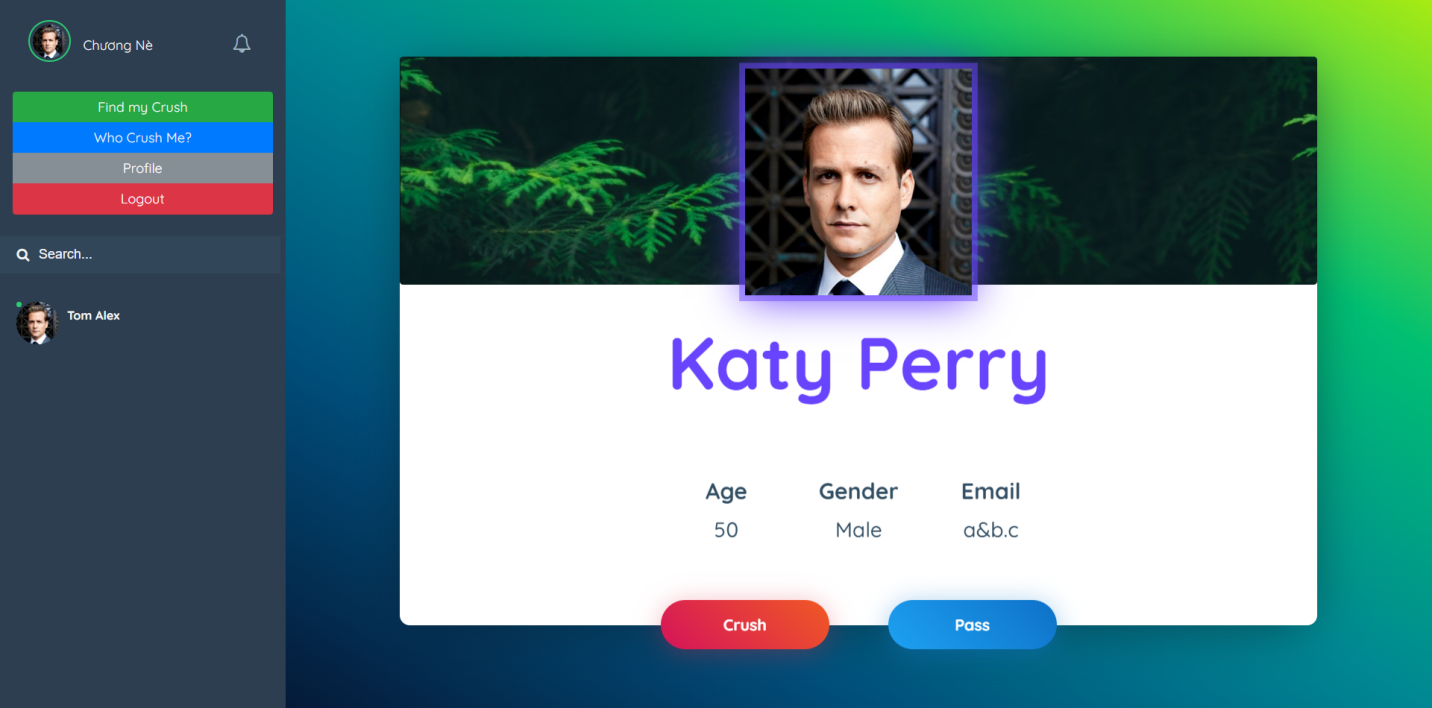 Chương Nè
Find my Crush
Who Crush Me?
Profile
Logout
Search...
Tom Alex
Katy Perry
Age Gender Email
50 Male a&b.c
Crush Pass